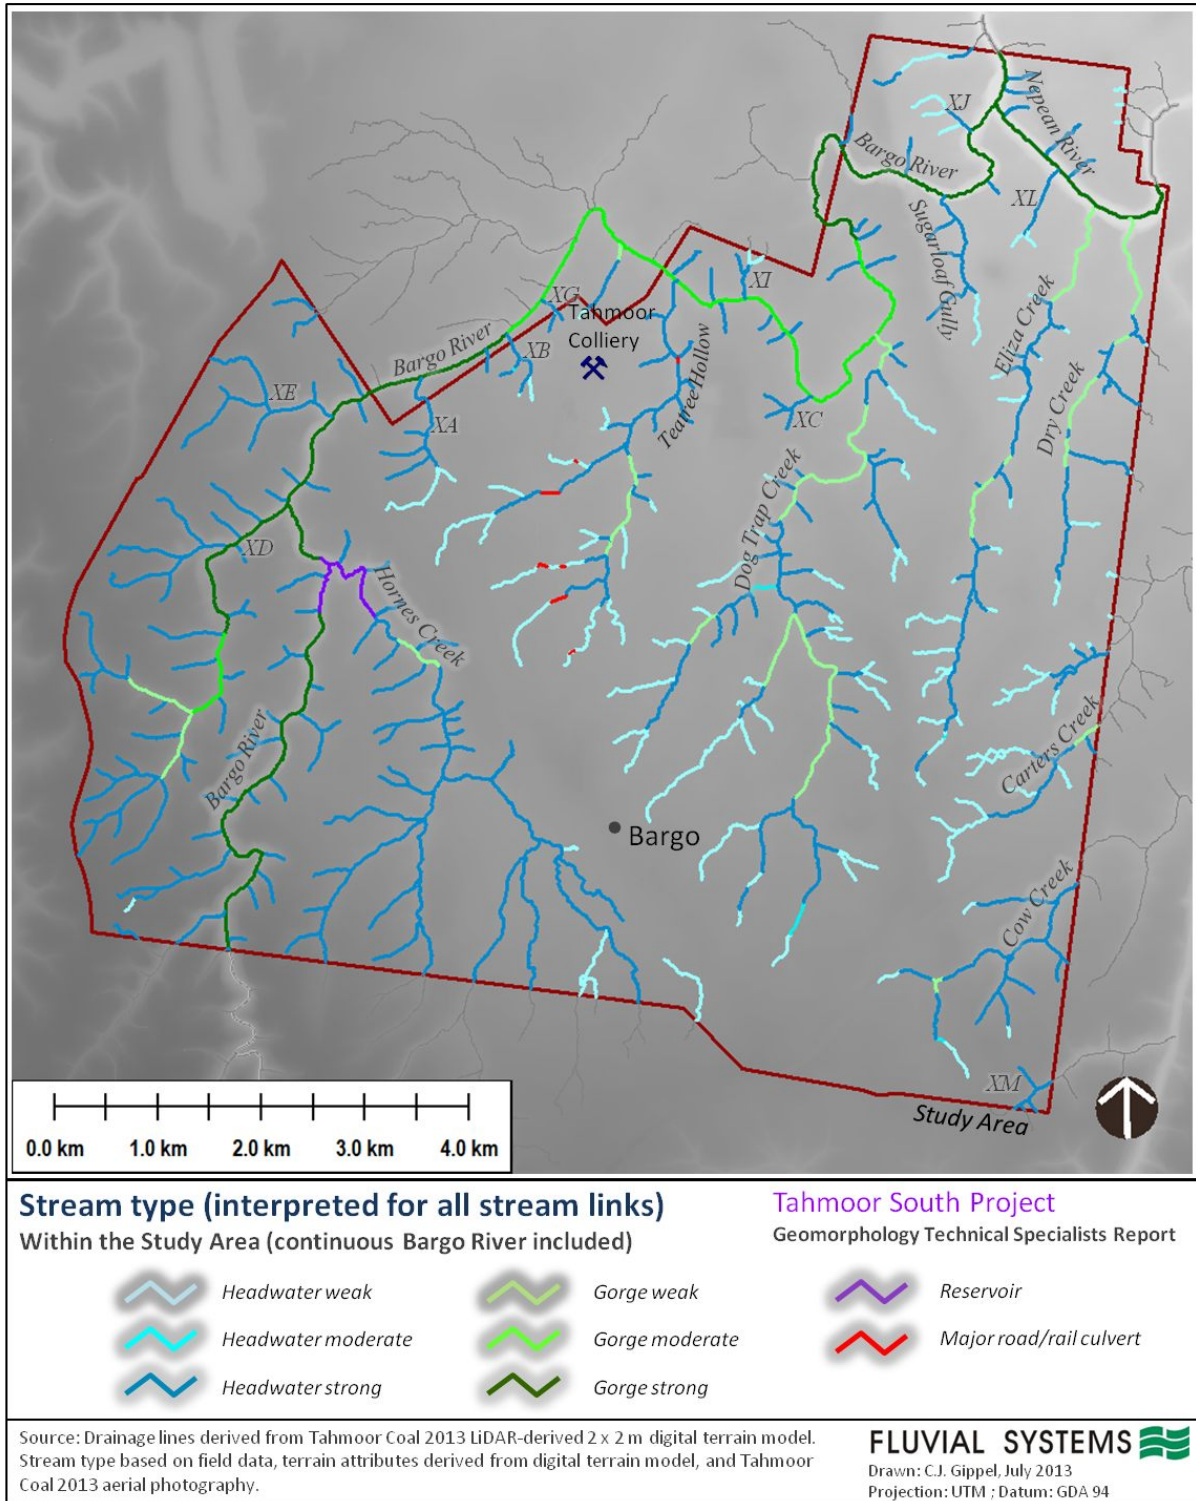 Nepean River
XJ
Bargo River
Nepean River
XL
Sugarloaf Gully
XI
XG
Tahmoor
Colliery
Bargo River
XB
Eliza Creek
Teatree Hollow
Dry Creek
XE
XA
XC
Dog Trap Creek
XD
Hornes Creek
Bargo River
Carters Creek
Bargo
Cow Creek
XM
Study Area
0.0 km 1.0 km 2.0 km 3.0 km 4.0 km
Stream type (interpreted for all stream links)
Within the Study Area (continuous Bargo River included)
Tahmoor South Project
Geomorphology Technical Specialists Report
Headwater weak
Gorge weak
Reservoir
Headwater moderate
Gorge moderate
Major road/rail culvert
Headwater strong
Gorge strong
Source: Drainage lines derived from Tahmoor Coal 2013 LiDAR-derived 2 x 2 m digital terrain model.
Stream type based on field data, terrain attributes derived from digital terrain model, and Tahmoor
Coal 2013 aerial photography.
FLUVIAL SYSTEMS
Drawn: C.J. Gippel, July 2013
Projection: UTM ; Datum: GDA 94